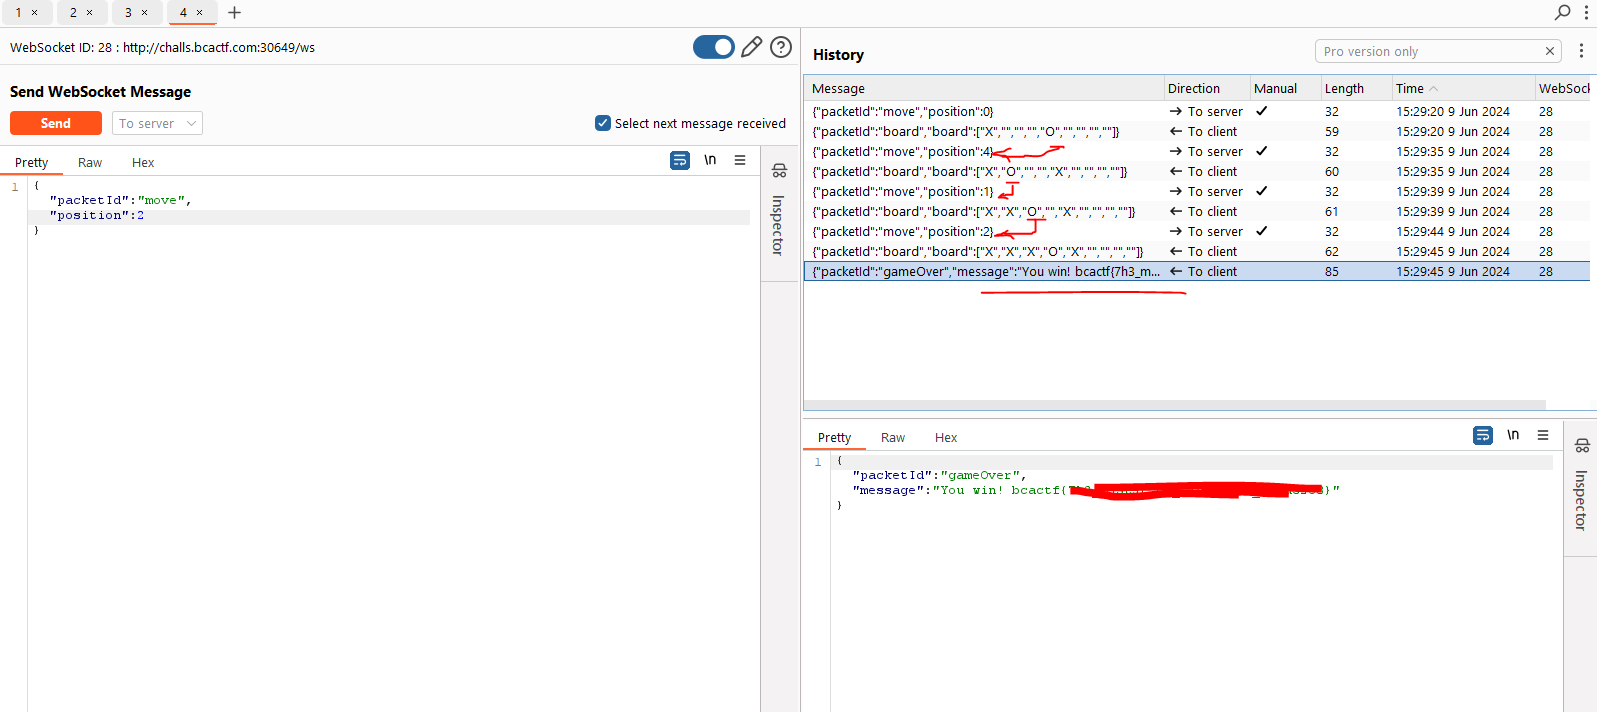 1 × 2 × 3 × 4 × +
WebSocket ID: 28 : http://challs.bcactf.com:30649/ws
Send WebSocket Message
Send To server
Select next message received
Pretty Raw Hex
\n
1 {
"packetId":"move",
"position":2
}
Inspector
History
Pro version only
Message Direction Manual Length Time WebSock
{"packetId":"move","position":0} → To server ✓ 32 15:29:20 9 Jun 2024 28
{"packetId":"board","board":["X","","","","O","","","",""]} ← To client 59 15:29:20 9 Jun 2024 28
{"packetId":"move","position":4} → To server ✓ 32 15:29:35 9 Jun 2024 28
{"packetId":"board","board":["X","O","","","X","","","",""]} ← To client 60 15:29:35 9 Jun 2024 28
{"packetId":"move","position":1} → To server ✓ 32 15:29:39 9 Jun 2024 28
{"packetId":"board","board":["X","X","O","","X","","","",""]} ← To client 61 15:29:39 9 Jun 2024 28
{"packetId":"move","position":2} → To server ✓ 32 15:29:44 9 Jun 2024 28
{"packetId":"board","board":["X","X","X","O","X","","","",""]} ← To client 62 15:29:45 9 Jun 2024 28
{"packetId":"gameOver","message":"You win! bcactf{7h3_m... ← To client 85 15:29:45 9 Jun 2024 28
Pretty Raw Hex
\n
1 {
"packetId":"gameOver",
"message":"You win! bcactf{ }"
}
Inspector